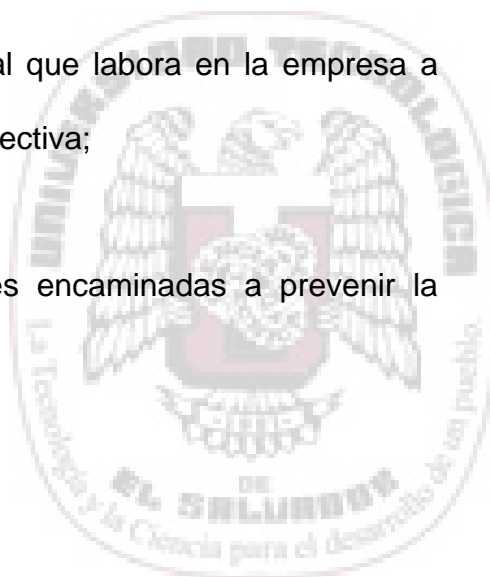 al que labora en la empresa a
ectiva;
es encaminadas a prevenir la
UNIVERSIDAD TECNOLOGICA
DE
EL SALVADOR
La Tecnología y la Ciencia para el desarrollo de un pueblo.